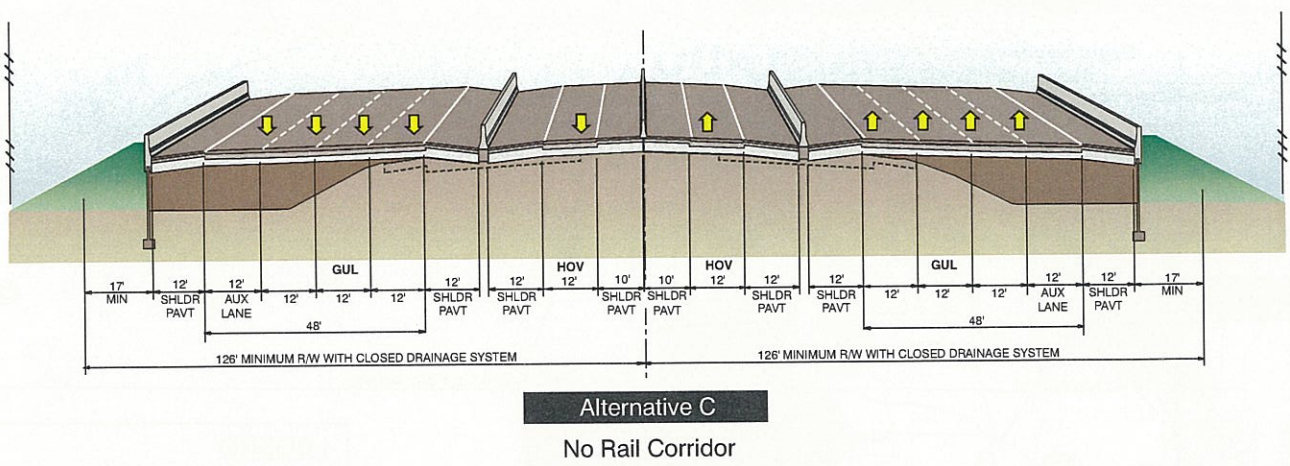 GUL HOV HOV GUL
17' 12' 12' 12' 12' 12' 12' 12' 12' 10' 10' 12' 12' 12' 12' 12' 12' 12' 12' 17'
MIN SHLDR AUX SHLDR SHLDR SHLDR SHLDR SHLDR SHLDR AUX SHLDR MIN
PAVT LANE PAVT PAVT PAVT PAVT PAVT PAVT LANE PAVT
48' 48'
126' MINIMUM R/W WITH CLOSED DRAINAGE SYSTEM 126' MINIMUM R/W WITH CLOSED DRAINAGE SYSTEM
Alternative C
No Rail Corridor